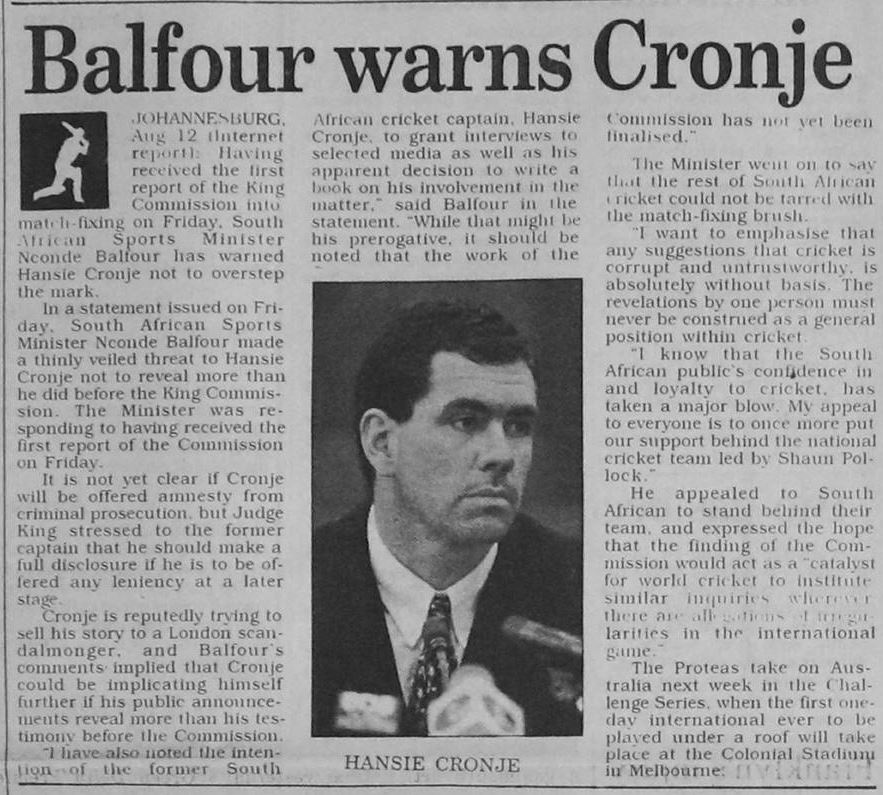 Balfour warns Cronje
JOHANNESBURG,
Aug 12 (Internet
report): Having
received the first
report of the King
Commission into
match-fixing on Friday, South
African Sports Minister
Nconde Balfour has warned
Hansie Cronje not to overstep
the mark.
In a statement issued on Fri-
day, South African Sports
Minister Nconde Balfour made
a thinly veiled threat to Hansie
Cronje not to reveal more than
he did before the King Commis-
sion. The Minister was re-
sponding to having received the
first report of the Commission
on Friday.
It is not yet clear if Cronje
will be offered amnesty from
criminal prosecution, but Judge
King stressed to the former
captain that he should make a
full disclosure if he is to be of-
fered any leniency at a later
stage.
Cronje is reputedly trying to
sell his story to a London scan-
dalmonger, and Balfour's
comments implied that Cronje
could be implicating himself
further if his public announce-
ments reveal more than his tes-
timony before the Commission.
"I have also noted the inten-
tion of the former South
African cricket captain, Hansie
Cronje, to grant interviews to
selected media as well as his
apparent decision to write a
book on his involvement in the
matter," said Balfour in the
statement. "While that might be
his prerogative, it should be
noted that the work of the
HANSIE CRONJE
Commission has not yet been
finalised."
The Minister went on to say
that the rest of South African
cricket could not be tarred with
the match-fixing brush.
"I want to emphasise that
any suggestions that cricket is
corrupt and untrustworthy, is
absolutely without basis. The
revelations by one person must
never be construed as a general
position within cricket.
"I know that the South
African public's confidence in
and loyalty to cricket, has
taken a major blow. My appeal
to everyone is to once more put
our support behind the national
cricket team led by Shaun Pol-
lock."
He appealed to South
African to stand behind their
team, and expressed the hope
that the finding of the Com-
mission would act as a "catalyst
for world cricket to institute
similar inquiries wherever
there are allegations of irregu-
larities in the international
game."
The Proteas take on Aus-
tralia next week in the Chal-
lenge Series, when the first one-
day international ever to be
played under a roof will take
place at the Colonial Stadium
in Melbourne.